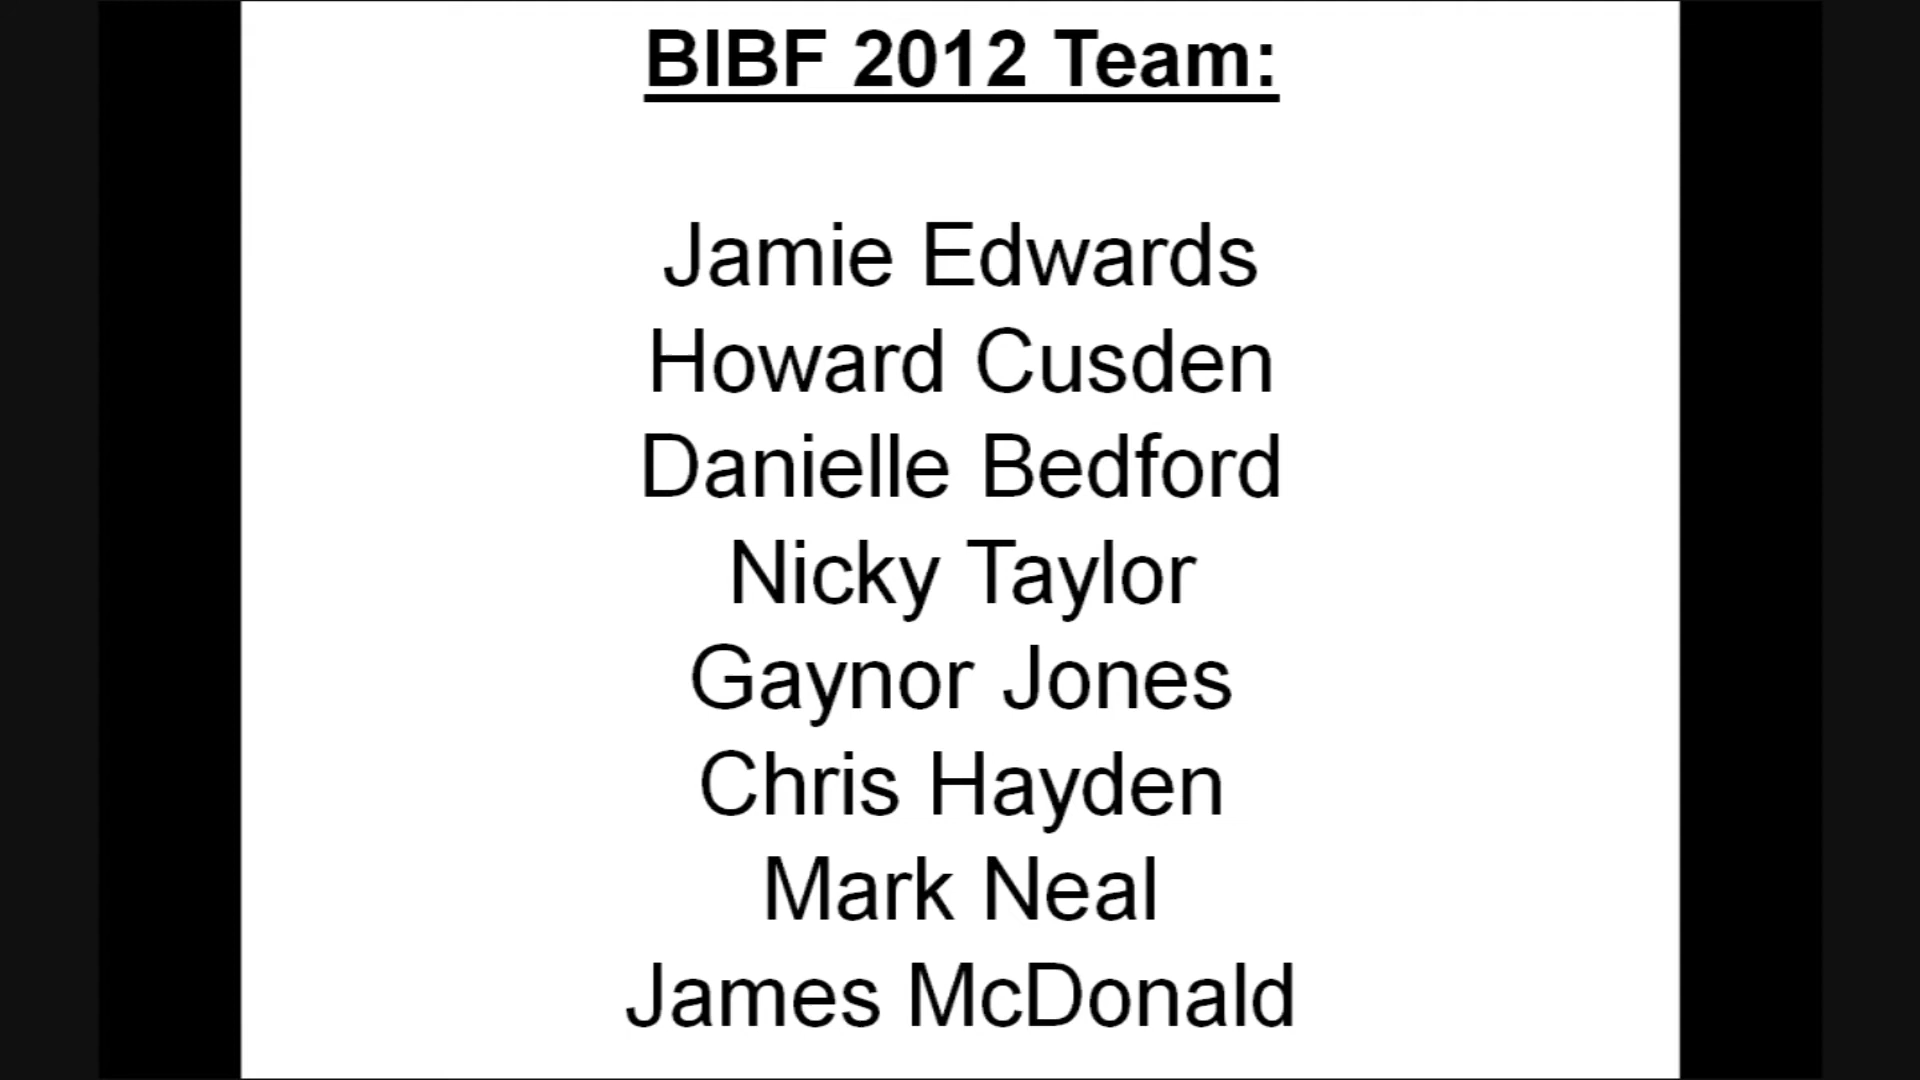 BIBF 2012 Team:
Jamie Edwards
Howard Cusden
Danielle Bedford
Nicky Taylor
Gaynor Jones
Chris Hayden
Mark Neal
James McDonald